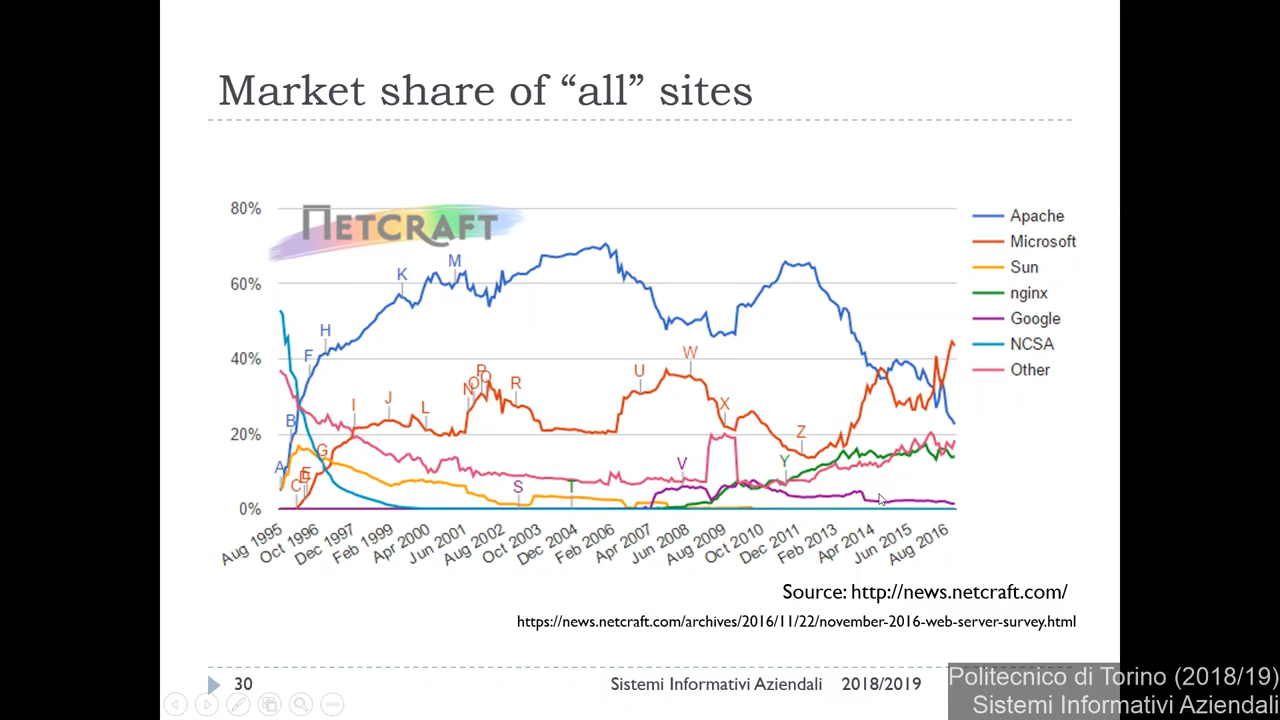 Market share of “all” sites
NETCRAFT
80%
60%
40%
20%
0%
A
B
C
E
F
G
H
I
J
K
L
M
N
O
P
Q
R
S
T
U
V
W
X
Y
Z
Aug 1995
Oct 1996
Dec 1997
Feb 1999
Apr 2000
Jun 2001
Aug 2002
Oct 2003
Dec 2004
Feb 2006
Apr 2007
Jun 2008
Aug 2009
Oct 2010
Dec 2011
Feb 2013
Apr 2014
Jun 2015
Aug 2016
Apache
Microsoft
Sun
nginx
Google
NCSA
Other
Source: http://news.netcraft.com/
https://news.netcraft.com/archives/2016/11/22/november-2016-web-server-survey.html
30
Sistemi Informativi Aziendali 2018/2019
Politecnico di Torino (2018/19)
Sistemi Informativi Aziendali